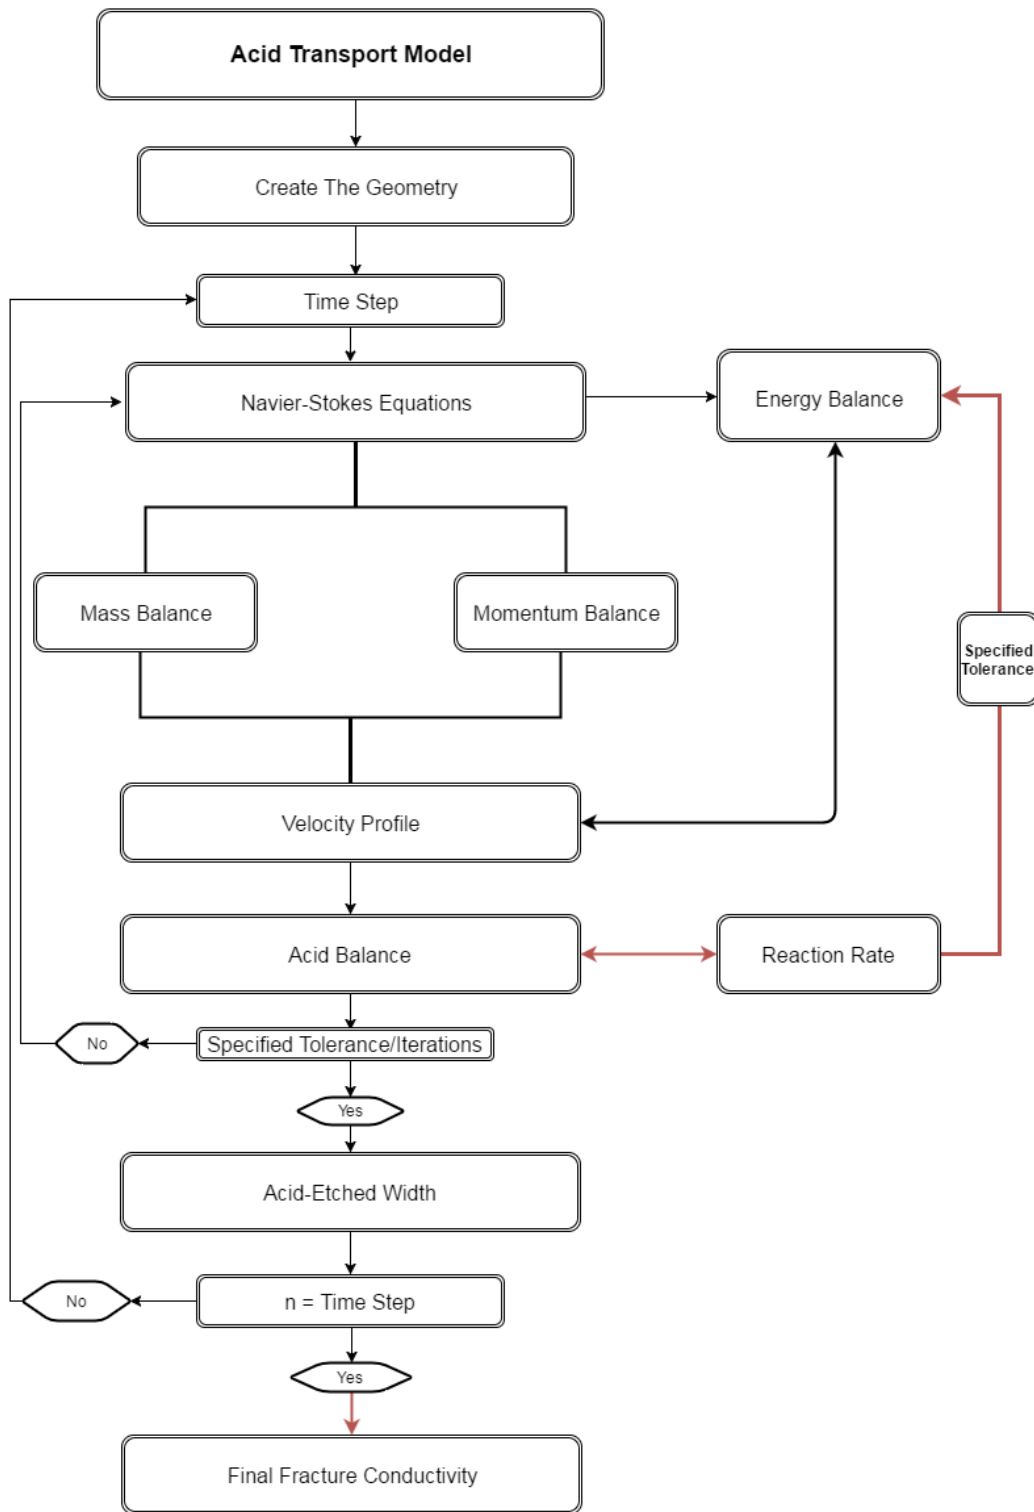 Acid Transport Model
Create The Geometry
Time Step
Navier-Stokes Equations
Energy Balance
Mass Balance
Momentum Balance
Specified
Tolerance
Velocity Profile
Acid Balance
Reaction Rate
No
Specified Tolerance/Iterations
Yes
Acid-Etched Width
No
n = Time Step
Yes
Final Fracture Conductivity